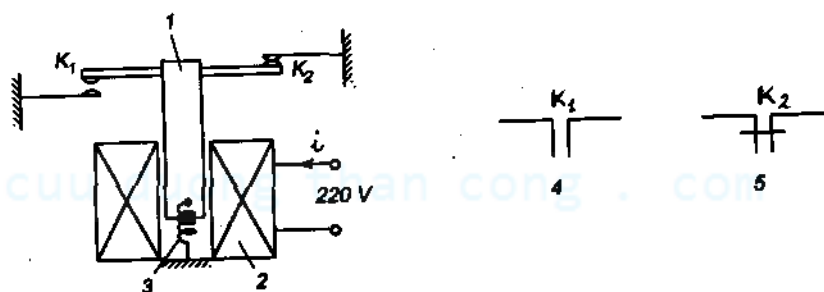 1
K₁ K₂
i
220 V
3 2
K₁ K₂
4 5
cuu duong than cong . com